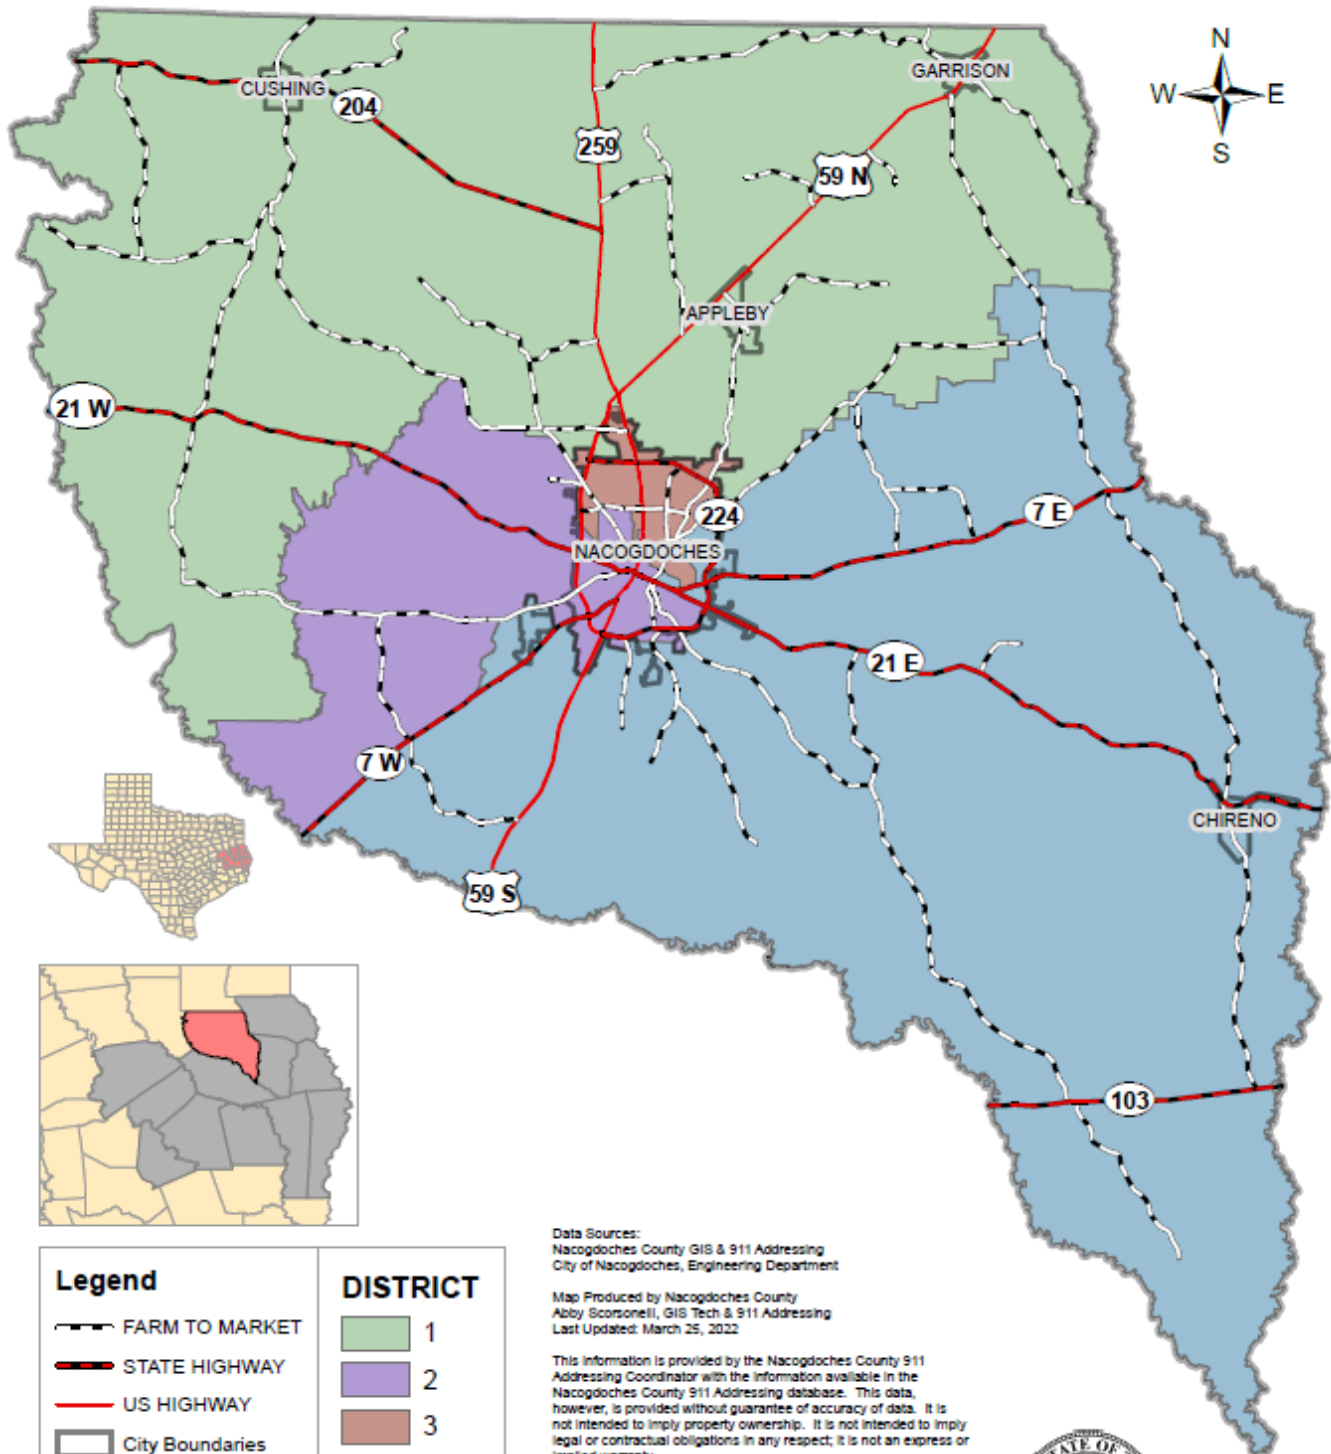 N
W E
S
GARRISON
CUSHING
204
259
59 N
APPLEBY
21 W
224
7 E
NACOGDOCHES
21 E
7 W
CHIRENO
59 S
103
Data Sources:
Nacogdoches County GIS & 911 Addressing
City of Nacogdoches, Engineering Department
Map Produced by Nacogdoches County
Abby Scorsonelli, GIS Tech & 911 Addressing
Last Updated: March 25, 2022
This information is provided by the Nacogdoches County 911
Addressing Coordinator with the information available in the
Nacogdoches County 911 Addressing database. This data,
however, is provided without guarantee of accuracy of data. It is
not intended to imply property ownership. It is not intended to imply
legal or contractual obligations in any respect; it is not an express or
Legend
FARM TO MARKET
STATE HIGHWAY
US HIGHWAY
City Boundaries
DISTRICT
1
2
3